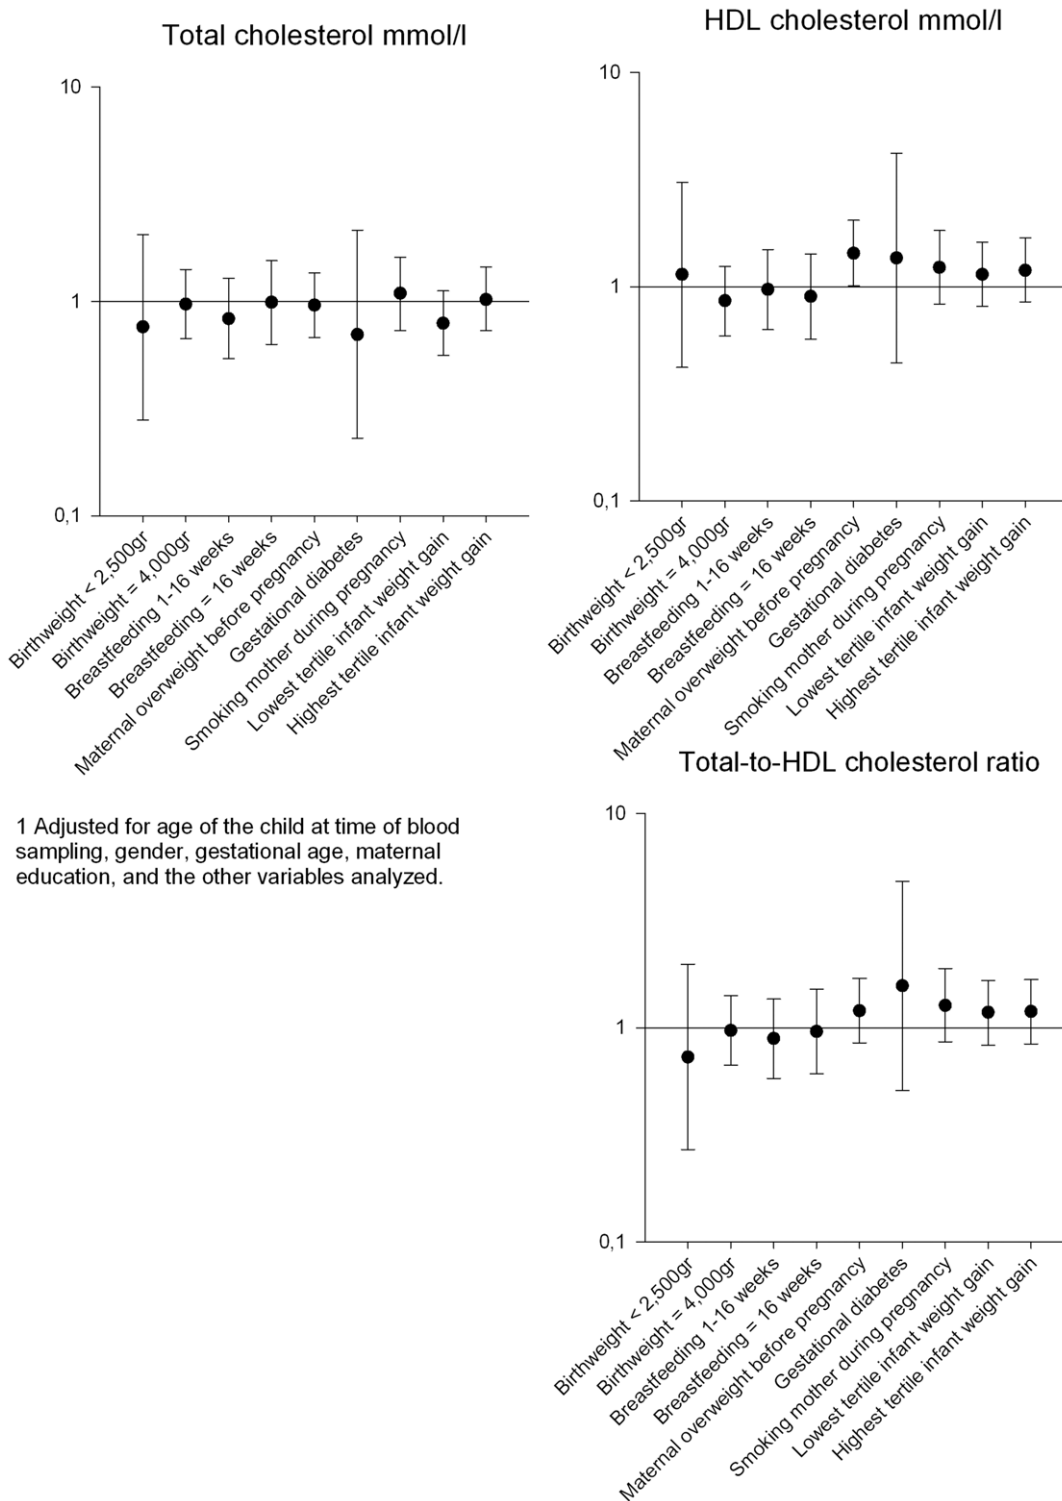 Total cholesterol mmol/l
10
1
0,1
Birthweight < 2,500gr
Birthweight = 4,000gr
Breastfeeding 1-16 weeks
Breastfeeding = 16 weeks
Maternal overweight before pregnancy
Gestational diabetes
Smoking mother during pregnancy
Lowest tertile infant weight gain
Highest tertile infant weight gain
HDL cholesterol mmol/l
10
1
0,1
Birthweight < 2,500gr
Birthweight = 4,000gr
Breastfeeding 1-16 weeks
Breastfeeding = 16 weeks
Maternal overweight before pregnancy
Gestational diabetes
Smoking mother during pregnancy
Lowest tertile infant weight gain
Highest tertile infant weight gain
1 Adjusted for age of the child at time of blood
sampling, gender, gestational age, maternal
education, and the other variables analyzed.
Total-to-HDL cholesterol ratio
10
1
0,1
Birthweight < 2,500gr
Birthweight = 4,000gr
Breastfeeding 1-16 weeks
Breastfeeding = 16 weeks
Maternal overweight before pregnancy
Gestational diabetes
Smoking mother during pregnancy
Lowest tertile infant weight gain
Highest tertile infant weight gain